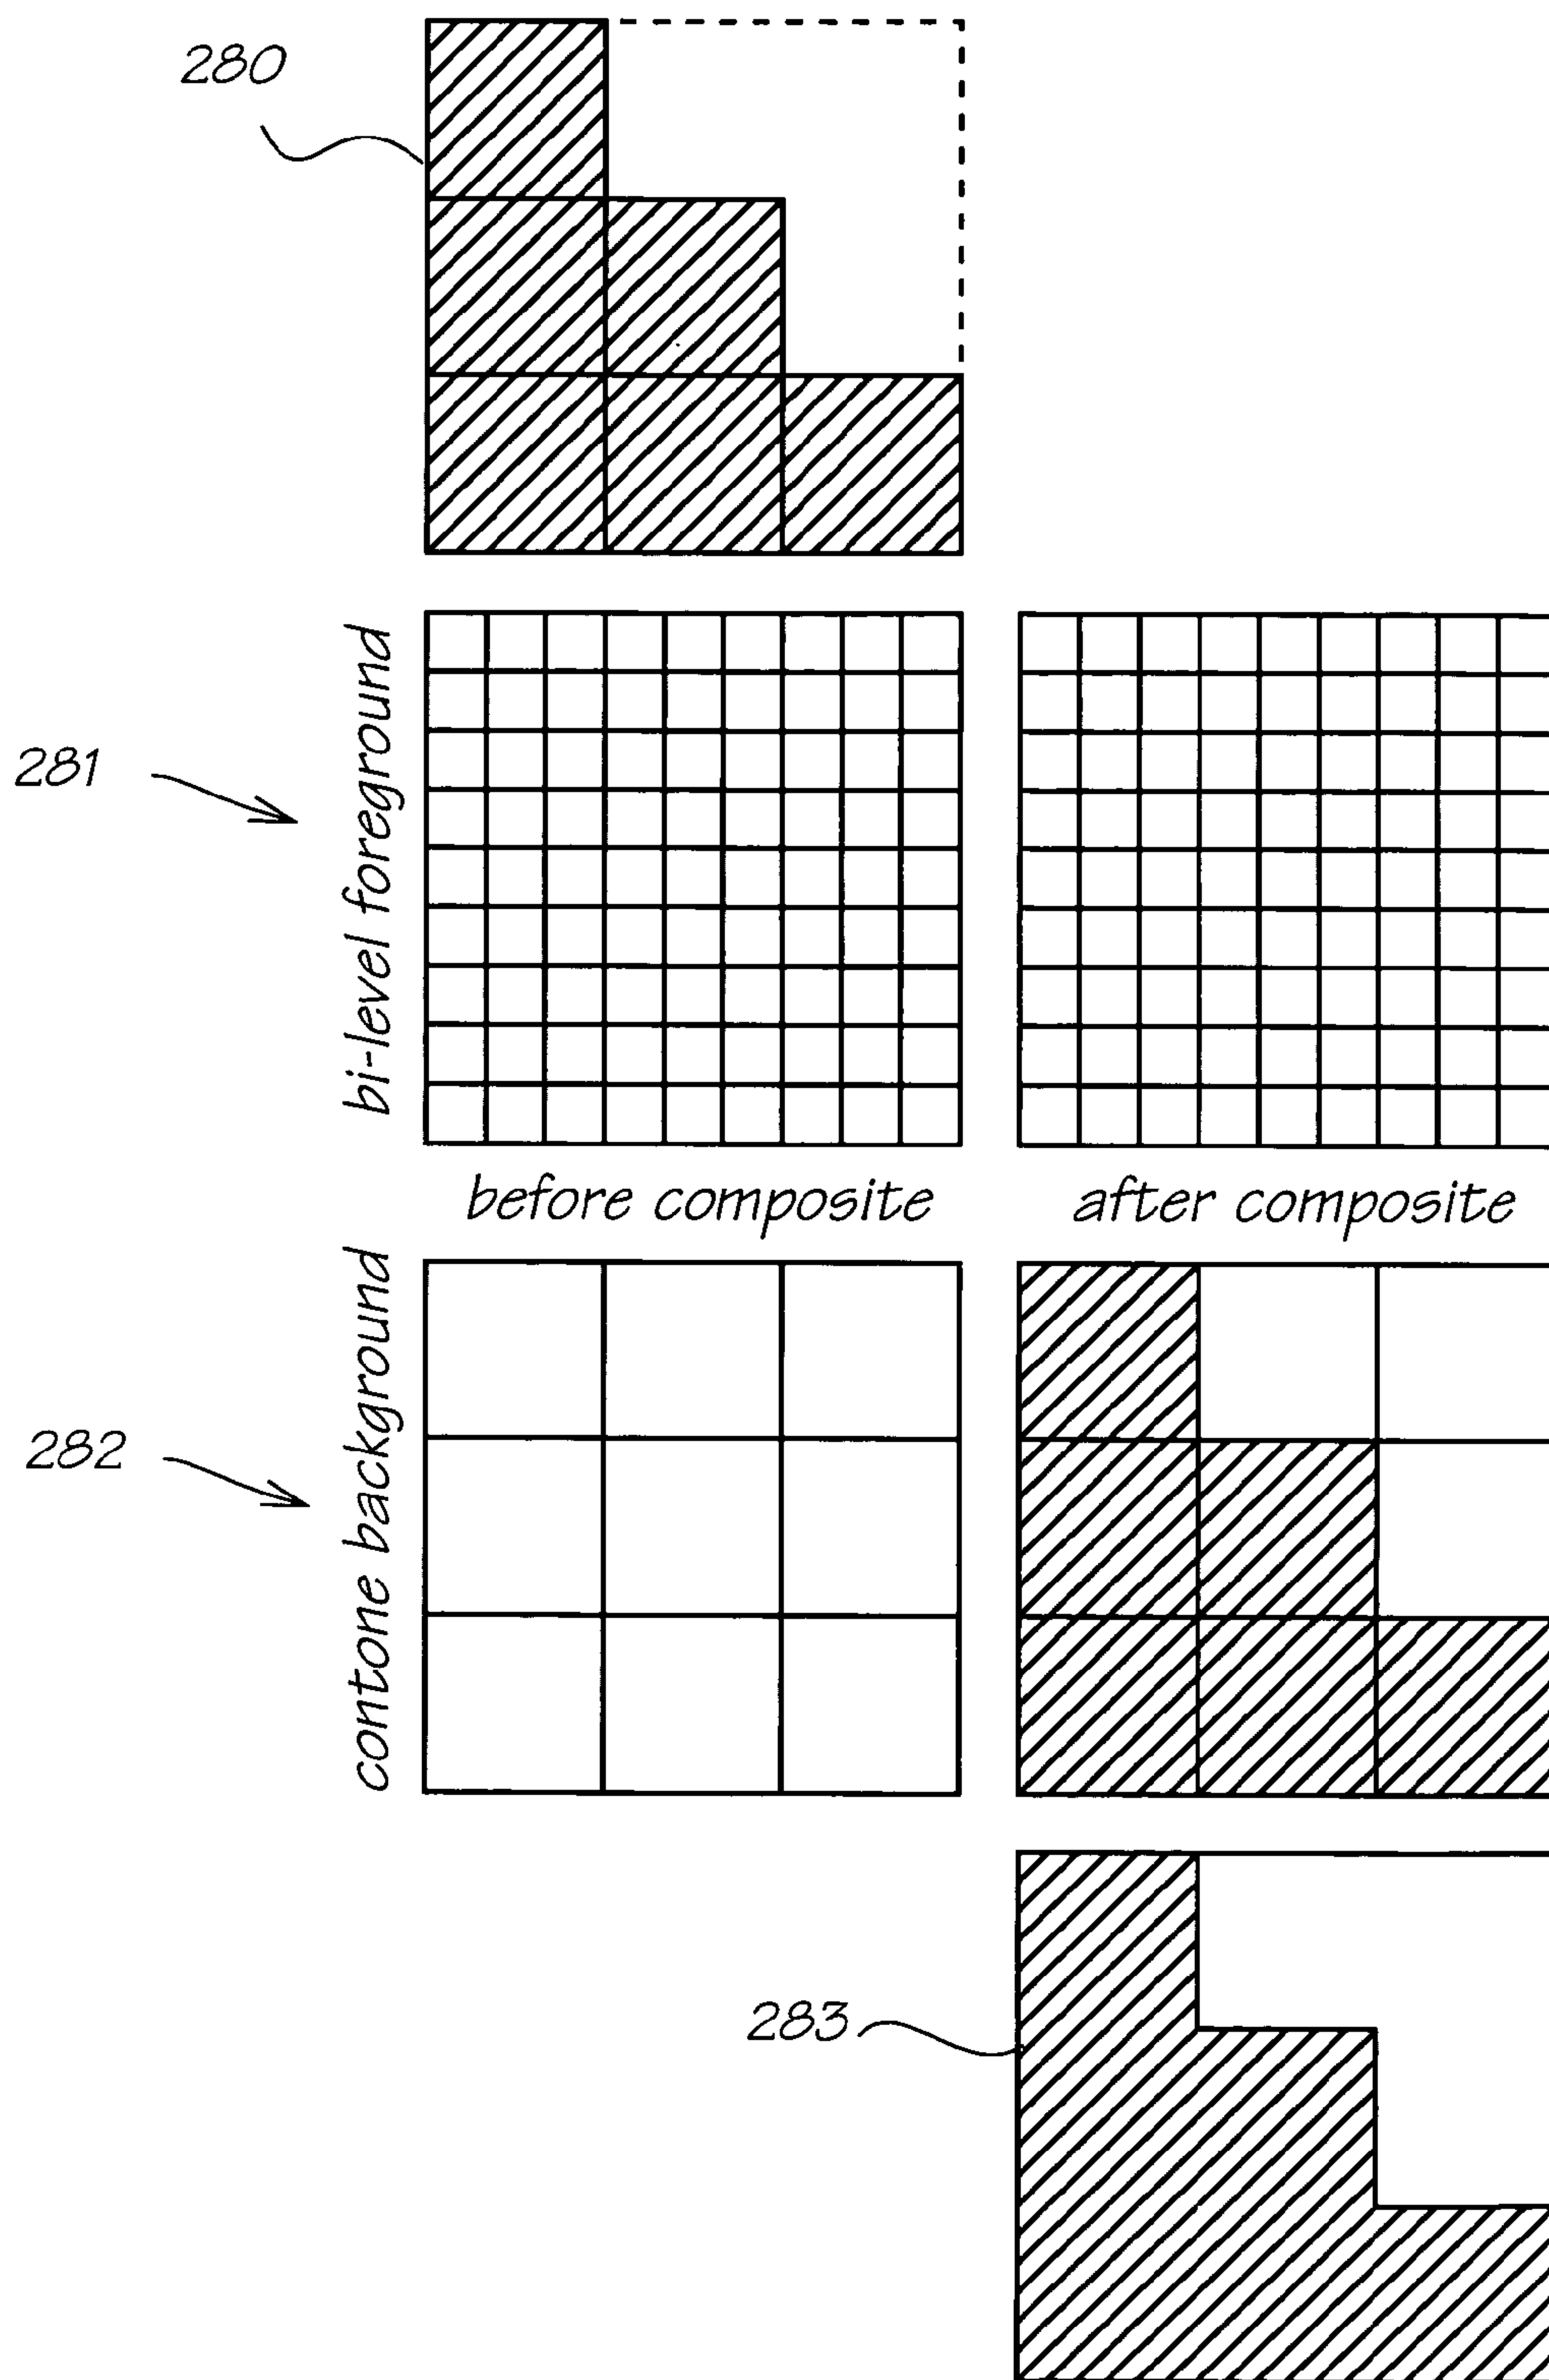 280
281
bi-level foreground
before composite
after composite
282
contone background
283